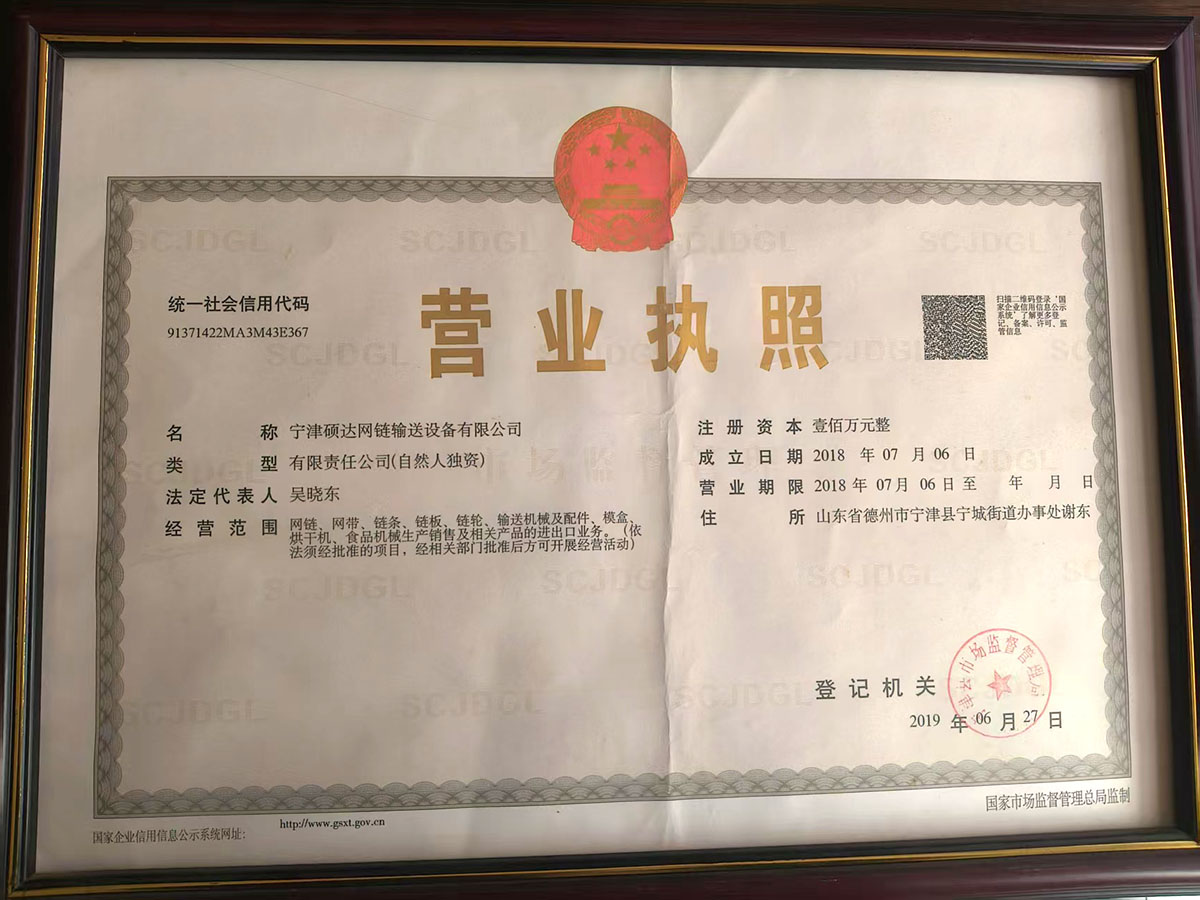 营业执照
统一社会信用代码
91371422MA3M43E367
扫描二维码登录‘国
家企业信用信息公示
系统’了解更多登
记、备案、许可、监
管信息
名 称 宁津硕达网链输送设备有限公司
类 型 有限责任公司(自然人独资)
法定代表人 吴晓东
经营范围 网链、网带、链条、链板、链轮、输送机械及配件、模盒、
烘干机、食品机械生产销售及相关产品的进出口业务。（依
法须经批准的项目，经相关部门批准后方可开展经营活动）
注册资本 壹佰万元整
成立日期 2018 年 07 月 06 日
营业期限 2018 年 07月 06 日至 年 月 日
住 所 山东省德州市宁津县宁城街道办事处谢东
登记机关
2019 年 06 月 27 日
国家企业信用信息公示系统网址:
http://www.gsxt.gov.cn
国家市场监督管理总局监制
SCJDGL